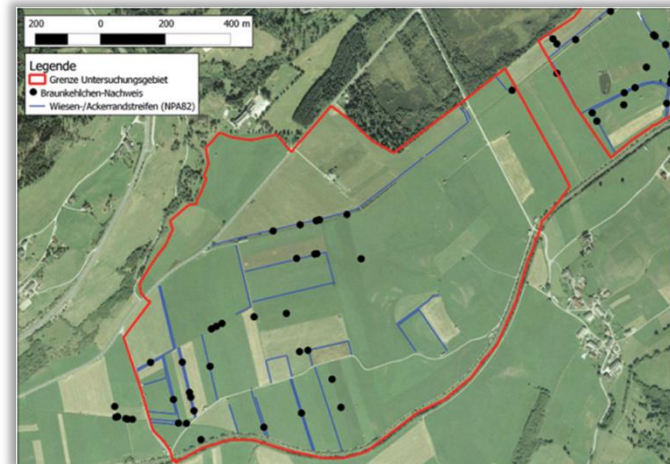 200 0 200 400 m
Legende
Grenze Untersuchungsgebiet
Braunkehlchen-Nachweis
Wiesen-/Ackerrandstreifen (NPA82)